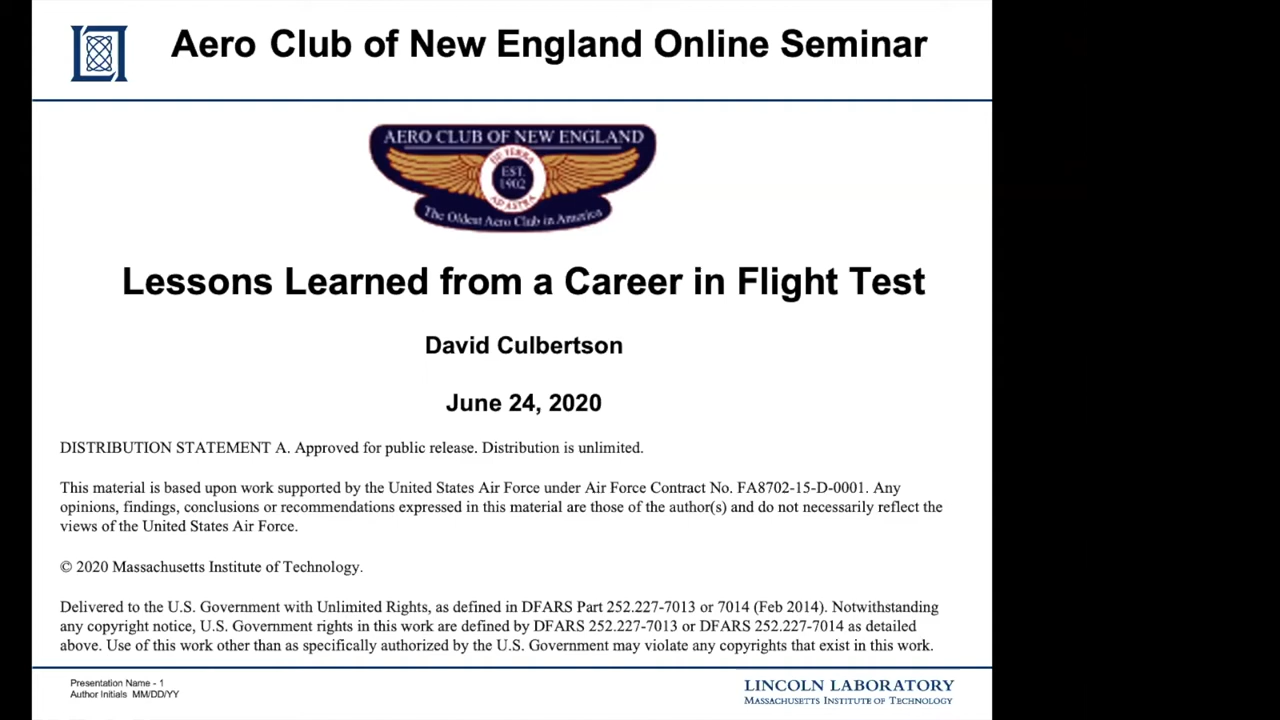 Aero Club of New England Online Seminar
AERO CLUB OF NEW ENGLAND
DE TERRA
EST.
1902
AD ASTRA
The Oldest Aero Club in America
Lessons Learned from a Career in Flight Test
David Culbertson
June 24, 2020
DISTRIBUTION STATEMENT A. Approved for public release. Distribution is unlimited.
This material is based upon work supported by the United States Air Force under Air Force Contract No. FA8702-15-D-0001. Any
opinions, findings, conclusions or recommendations expressed in this material are those of the author(s) and do not necessarily reflect the
views of the United States Air Force.
© 2020 Massachusetts Institute of Technology.
Delivered to the U.S. Government with Unlimited Rights, as defined in DFARS Part 252.227-7013 or 7014 (Feb 2014). Notwithstanding
any copyright notice, U.S. Government rights in this work are defined by DFARS 252.227-7013 or DFARS 252.227-7014 as detailed
above. Use of this work other than as specifically authorized by the U.S. Government may violate any copyrights that exist in this work.
Presentation Name - 1
Author Initials MM/DD/YY
LINCOLN LABORATORY
MASSACHUSETTS INSTITUTE OF TECHNOLOGY